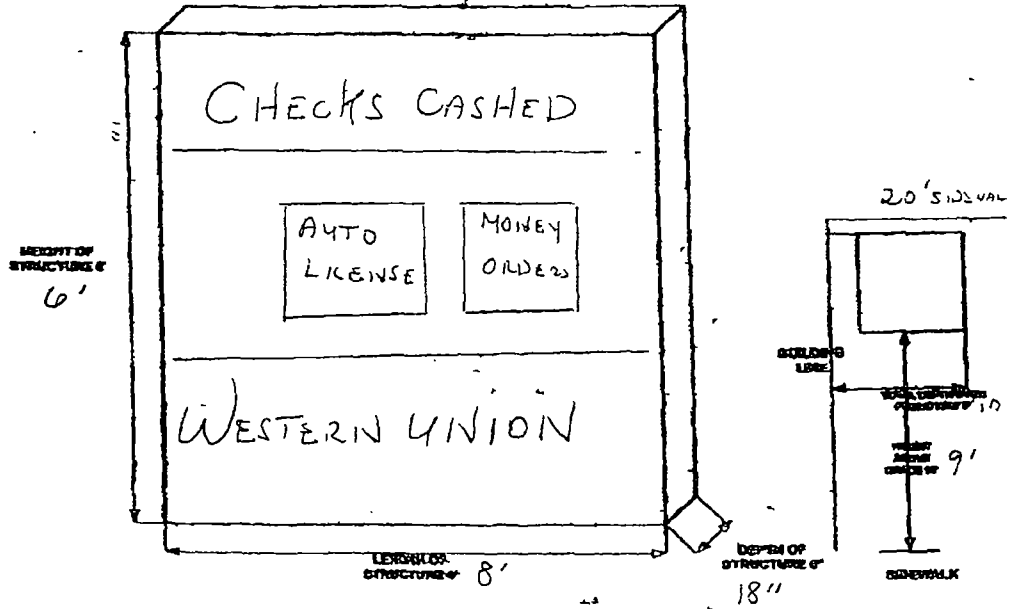 CHECKS CASHED
AUTO
LICENSE
MONEY
ORDERS
WESTERN UNION
HEIGHT OF
STRUCTURE
6'
LENGTH OF
STRUCTURE
8'
DEPTH OF
STRUCTURE
18"
20'
BUILDING
LINE
9'
SIDEWALK